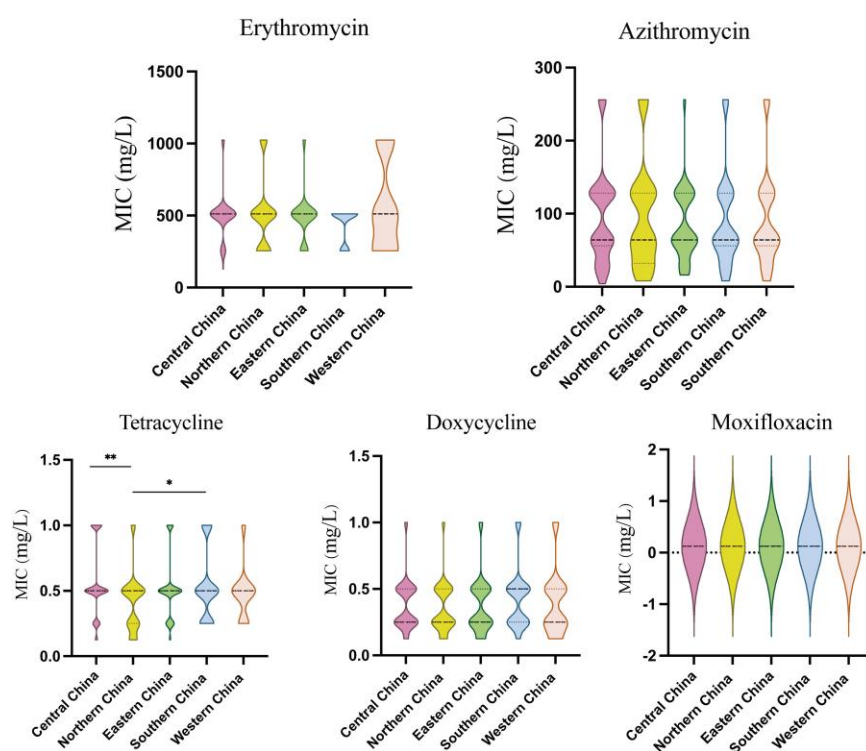 Erythromycin
Azithromycin
MIC (mg/L)
1500
1000
500
0
Central China
Northern China
Eastern China
Southern China
Western China
MIC (mg/L)
300
200
100
0
Central China
Northern China
Eastern China
Southern China
Southern China
Tetracycline
Doxycycline
Moxifloxacin
MIC (mg/L)
1.5
1.0
0.5
0.0
**
*
Central China
Northern China
Eastern China
Southern China
Western China
MIC (mg/L)
1.5
1.0
0.5
0.0
Central China
Northern China
Eastern China
Southern China
Western China
MIC (mg/L)
2
1
0
-1
-2
Central China
Northern China
Eastern China
Southern China
Western China